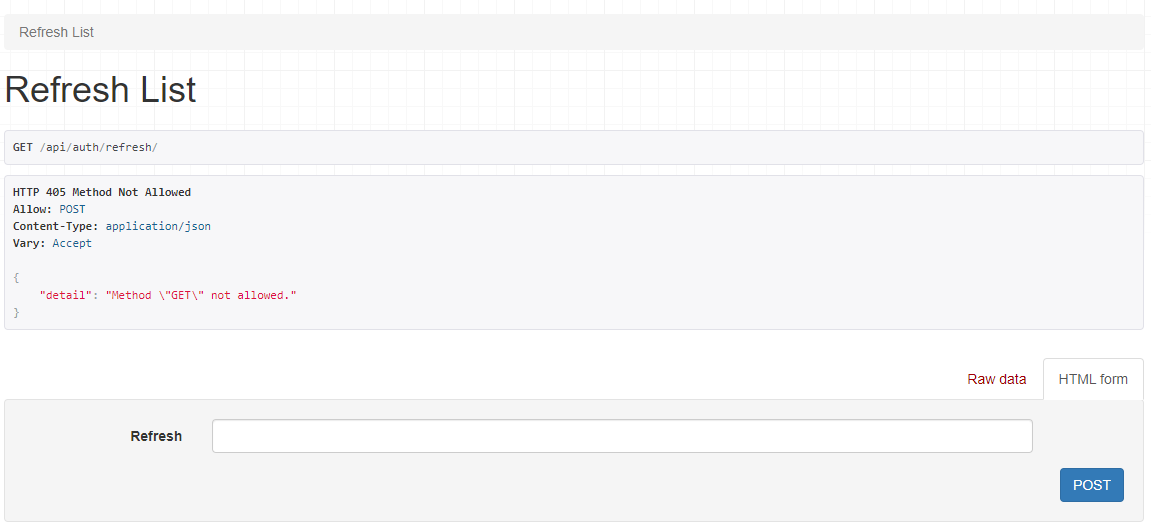 Refresh List
Refresh List
GET /api/auth/refresh/
HTTP 405 Method Not Allowed
Allow: POST
Content-Type: application/json
Vary: Accept
{
    "detail": "Method \"GET\" not allowed."
}
Raw data HTML form
Refresh
POST